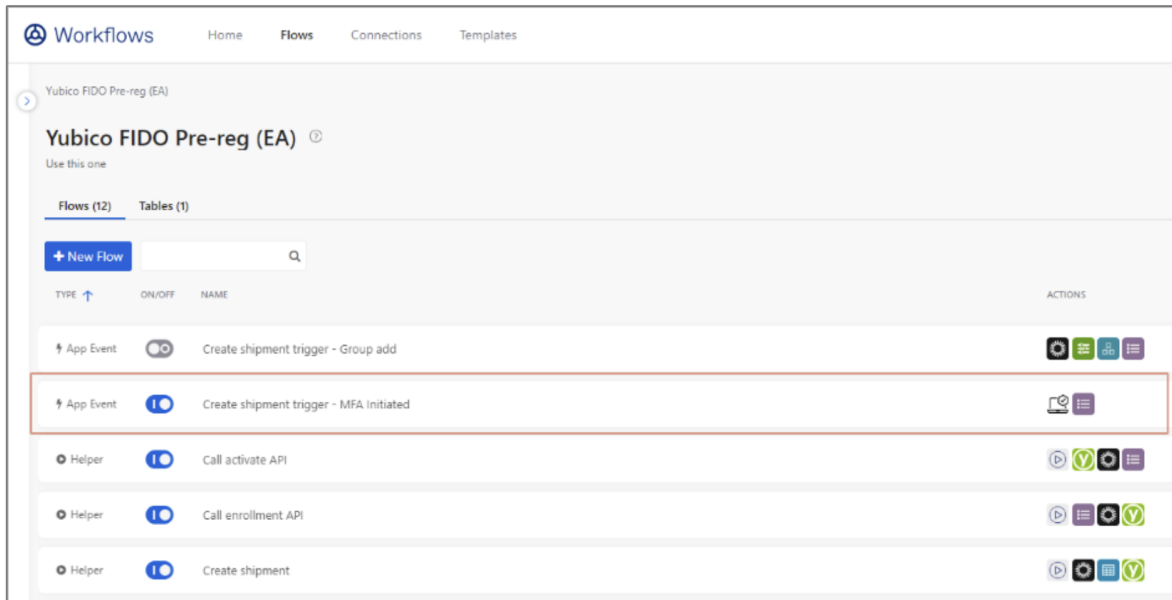 Workflows Home Flows Connections Templates
Yubico FIDO Pre-reg (EA)
Yubico FIDO Pre-reg (EA)
Use this one
Flows (12) Tables (1)
+ New Flow
TYPE ON/OFF NAME ACTIONS
App Event Create shipment trigger - Group add
App Event Create shipment trigger - MFA Initiated
Helper Call activate API
Helper Call enrollment API
Helper Create shipment